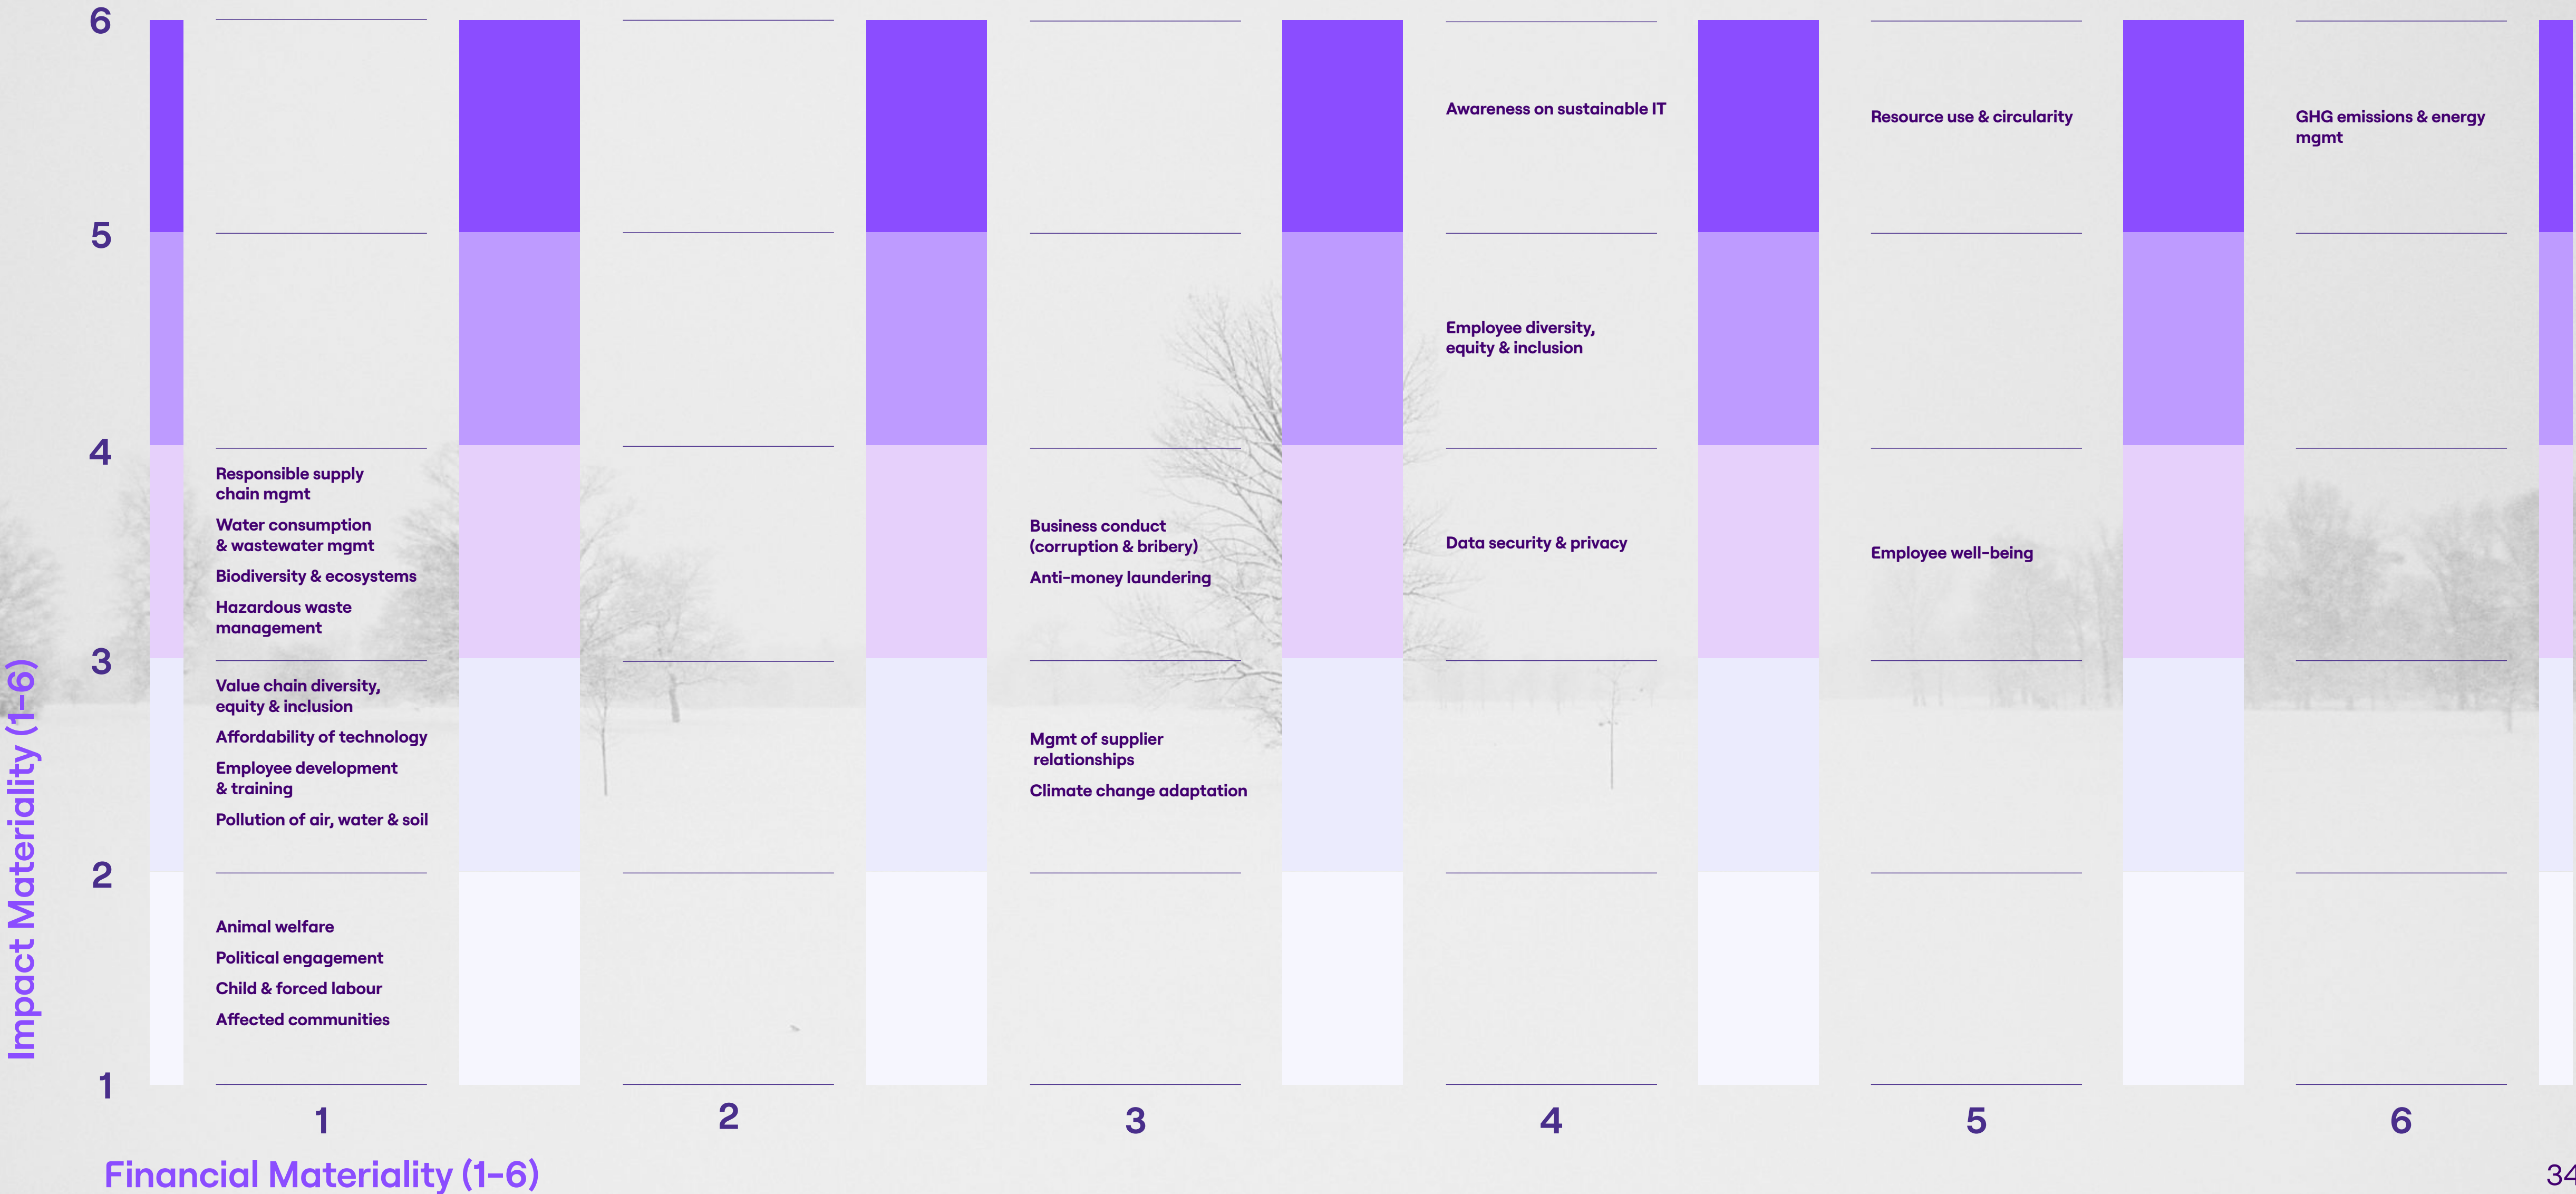 6
Awareness on sustainable IT
Resource use & circularity
GHG emissions & energy
mgmt
5
Employee diversity,
equity & inclusion
4
Responsible supply
chain mgmt
Water consumption
& wastewater mgmt
Biodiversity & ecosystems
Hazardous waste
management
Business conduct
(corruption & bribery)
Anti-money laundering
Data security & privacy
Employee well-being
3
Value chain diversity,
equity & inclusion
Affordability of technology
Employee development
& training
Pollution of air, water & soil
Mgmt of supplier
relationships
Climate change adaptation
2
Animal welfare
Political engagement
Child & forced labour
Affected communities
1
Impact Materiality (1-6)
1
2
3
4
5
6
Financial Materiality (1-6)
34